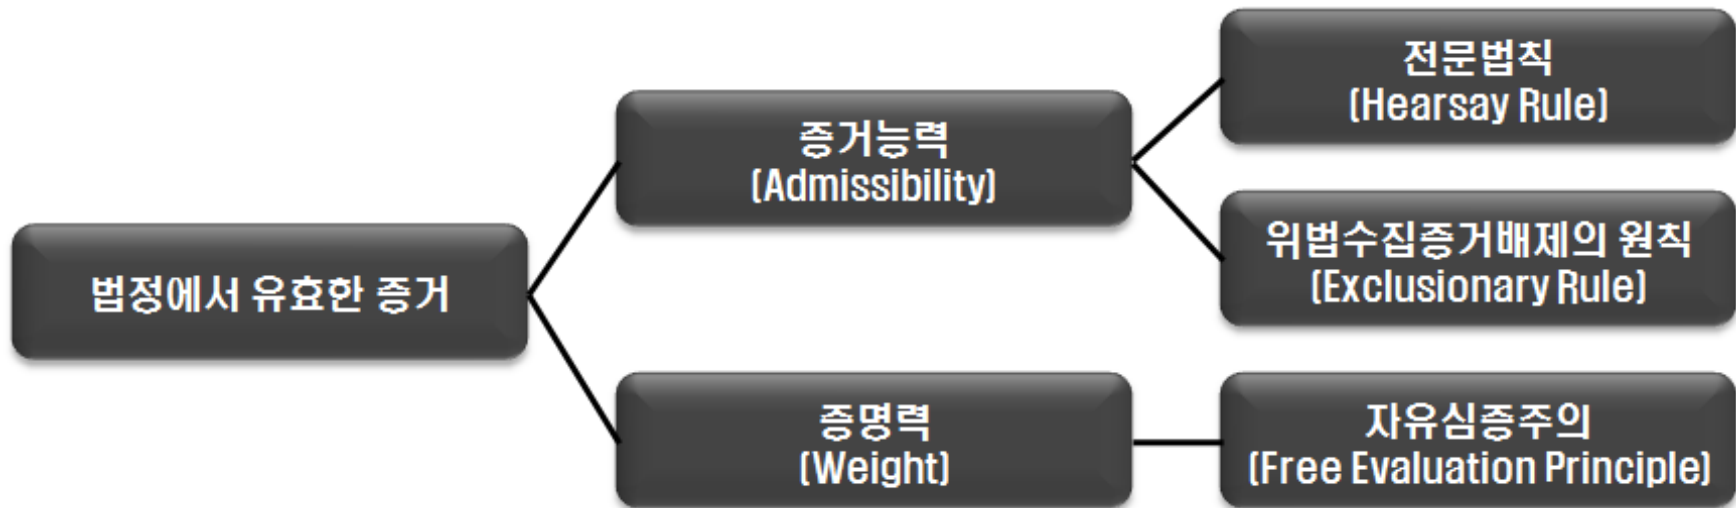 법정에서 유효한 증거
증거능력
(Admissibility)
증명력
(Weight)
전문법칙
(Hearsay Rule)
위법수집증거배제의 원칙
(Exclusionary Rule)
자유심증주의
(Free Evaluation Principle)